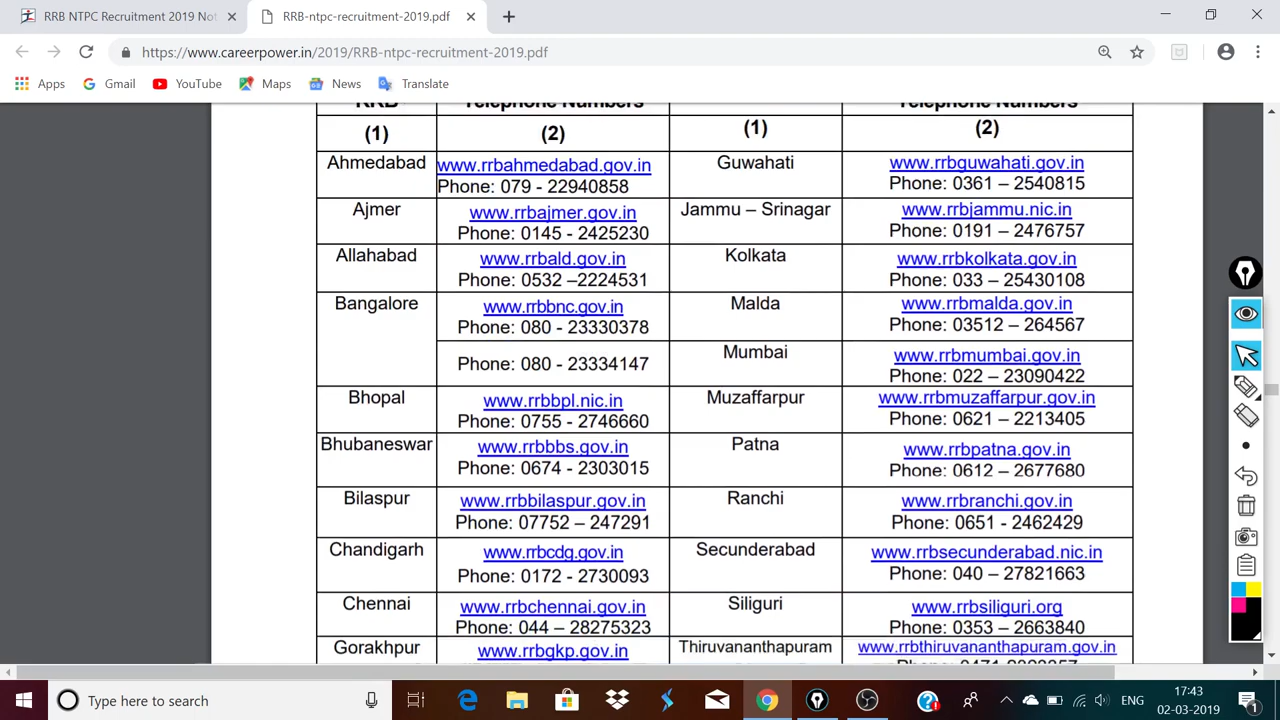 RRB NTPC Recruitment 2019 Not
RRB-ntpc-recruitment-2019.pdf
https://www.careerpower.in/2019/RRB-ntpc-recruitment-2019.pdf
Apps
Gmail
YouTube
Maps
News
Translate
RRB Telephone Numbers Telephone Numbers
(1) (2) (1) (2)
Ahmedabad www.rrbahmedabad.gov.in Guwahati www.rrbguwahati.gov.in
Phone: 079 - 22940858 Phone: 0361 – 2540815
Ajmer www.rrbajmer.gov.in Jammu – Srinagar www.rrbjammu.nic.in
Phone: 0145 - 2425230 Phone: 0191 – 2476757
Allahabad www.rrbald.gov.in Kolkata www.rrbkolkata.gov.in
Phone: 0532 –2224531 Phone: 033 – 25430108
Bangalore www.rrbbnc.gov.in Malda www.rrbmalda.gov.in
Phone: 080 - 23330378 Phone: 03512 – 264567
Phone: 080 - 23334147 Mumbai www.rrbmumbai.gov.in
Phone: 022 – 23090422
Bhopal www.rrbbpl.nic.in Muzaffarpur www.rrbmuzaffarpur.gov.in
Phone: 0755 - 2746660 Phone: 0621 – 2213405
Bhubaneswar www.rrbbbs.gov.in Patna www.rrbpatna.gov.in
Phone: 0674 - 2303015 Phone: 0612 – 2677680
Bilaspur www.rrbbilaspur.gov.in Ranchi www.rrbranchi.gov.in
Phone: 07752 – 247291 Phone: 0651 - 2462429
Chandigarh www.rrbcdg.gov.in Secunderabad www.rrbsecunderabad.nic.in
Phone: 0172 - 2730093 Phone: 040 – 27821663
Chennai www.rrbchennai.gov.in Siliguri www.rrbsiliguri.org
Phone: 044 – 28275323 Phone: 0353 – 2663840
Gorakhpur www.rrbgkp.gov.in Thiruvananthapuram www.rrbthiruvananthapuram.gov.in
Type here to search
ENG
17:43
02-03-2019